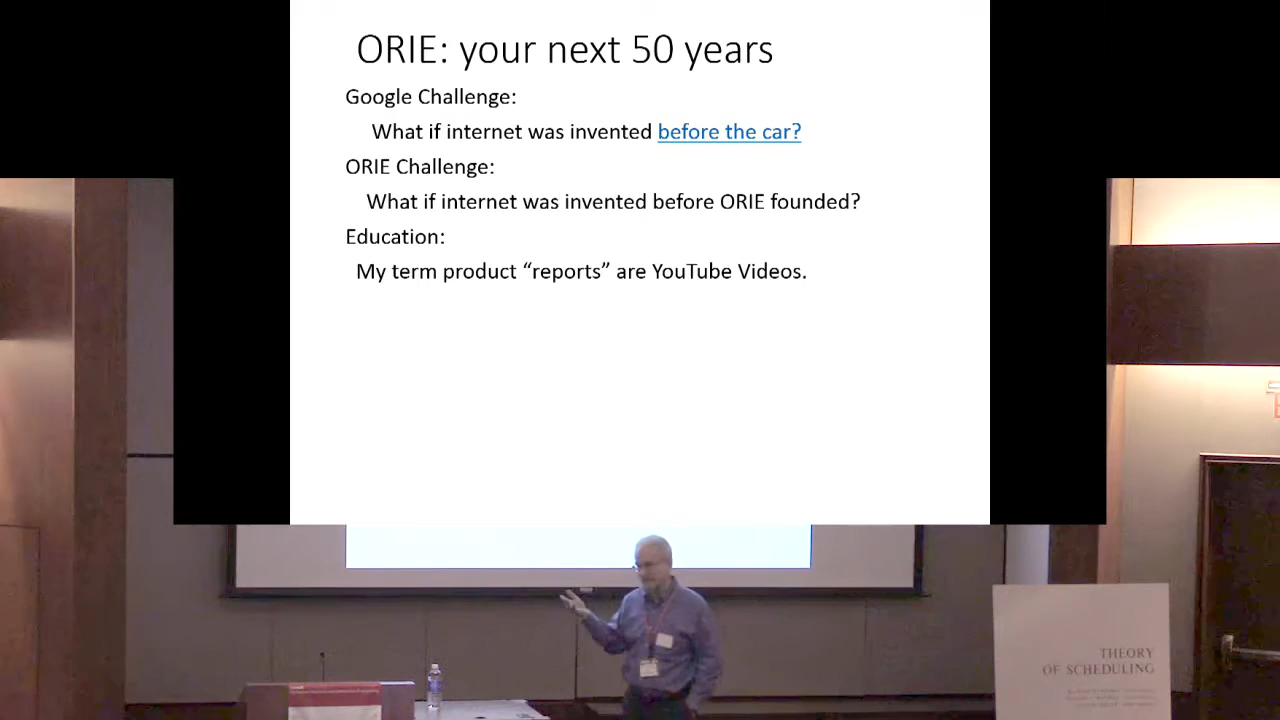 ORIE: your next 50 years
Google Challenge:
What if internet was invented before the car?
ORIE Challenge:
What if internet was invented before ORIE founded?
Education:
My term product “reports” are YouTube Videos.
THEORY
OF SCHEDULING